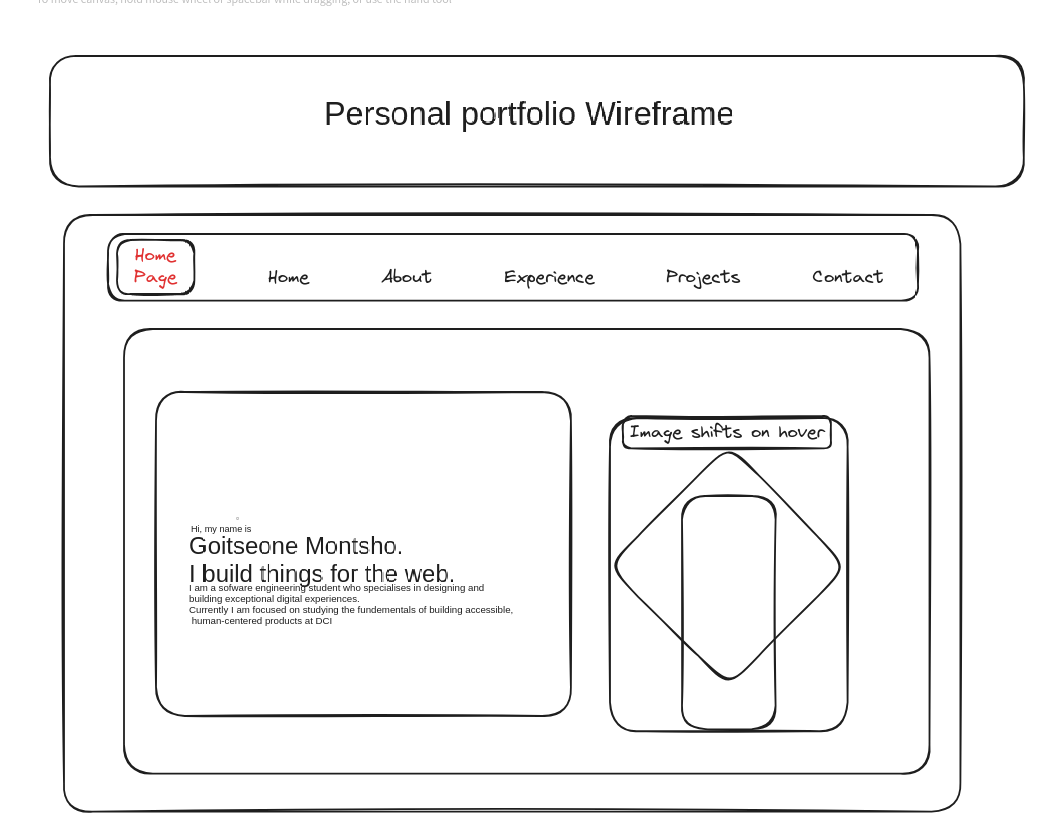 To move canvas, hold mouse wheel or spacebar while dragging, or use the hand tool
Personal portfolio Wireframe
Home
Page
Home About Experience Projects Contact
Image shifts on hover
Hi, my name is
Goitseone Montsho.
I build things for the web.
I am a sofware engineering student who specialises in designing and
building exceptional digital experiences.
Currently I am focused on studying the fundementals of building accessible,
human-centered products at DCI